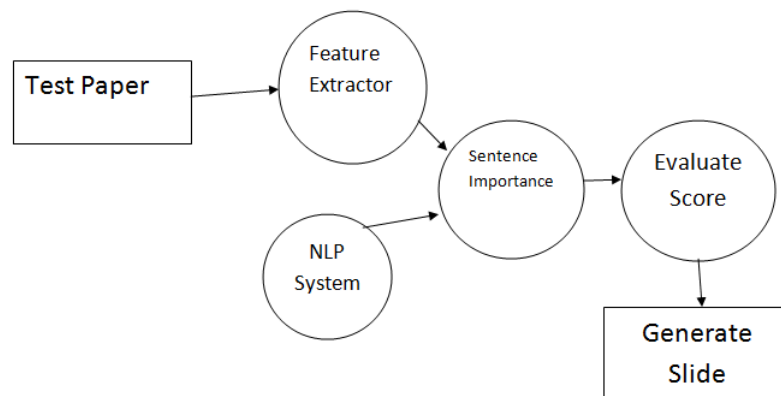 Test Paper
Feature
Extractor
Sentence
Importance
Evaluate
Score
NLP
System
Generate
Slide